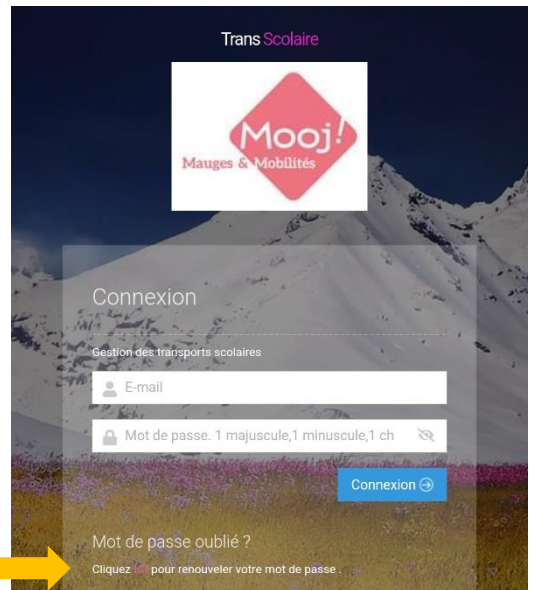 Trans Scolaire
Mooj!
Mauges & Mobilités
Connexion
Gestion des transports scolaires
E-mail
Mot de passe. 1 majuscule,1 minuscule,1 ch
Connexion
Mot de passe oublié ?
Cliquez ICI pour renouveler votre mot de passe .